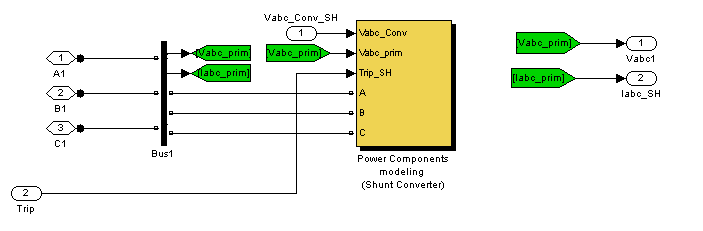 Vabc_Conv_SH
1
Vabc_Conv
Vabc_prim]
[Vabc_prim]
Vabc_prim
[Vabc_prim]
1
Vabc1
1
A1
[Iabc_prim]
Trip_SH
[Iabc_prim]
2
Iabc_SH
2
B1
A
B
3
C1
C
Bus1
Power Components
modeling
(Shunt Converter)
2
Trip